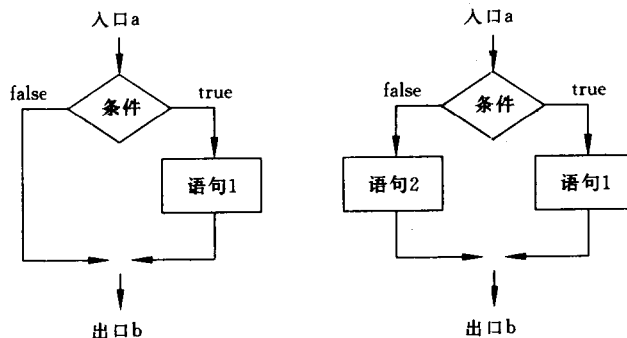 入口a
false
条件
true
语句1
出口b
入口a
false
条件
true
语句2
语句1
出口b